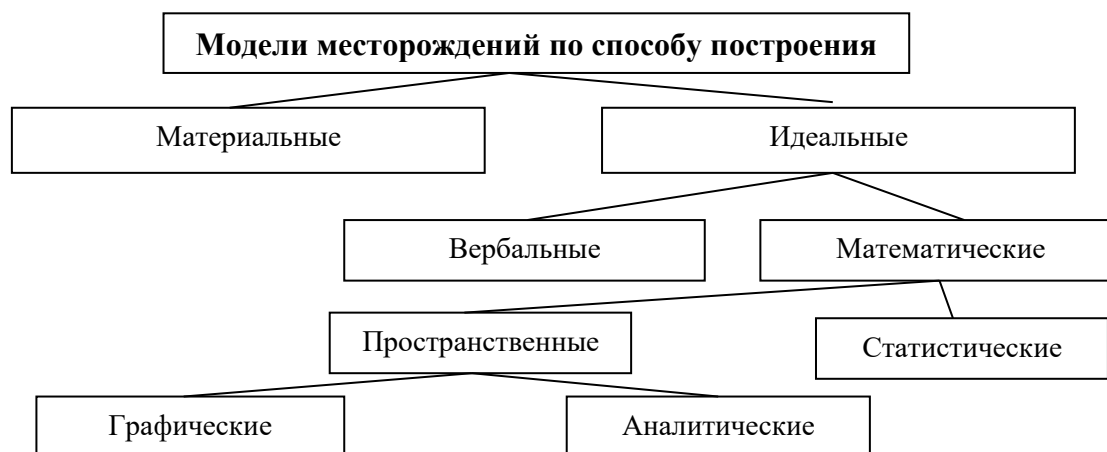 Модели месторождений по способу построения
Материальные
Идеальные
Вербальные
Математические
Пространственные
Статистические
Графические
Аналитические